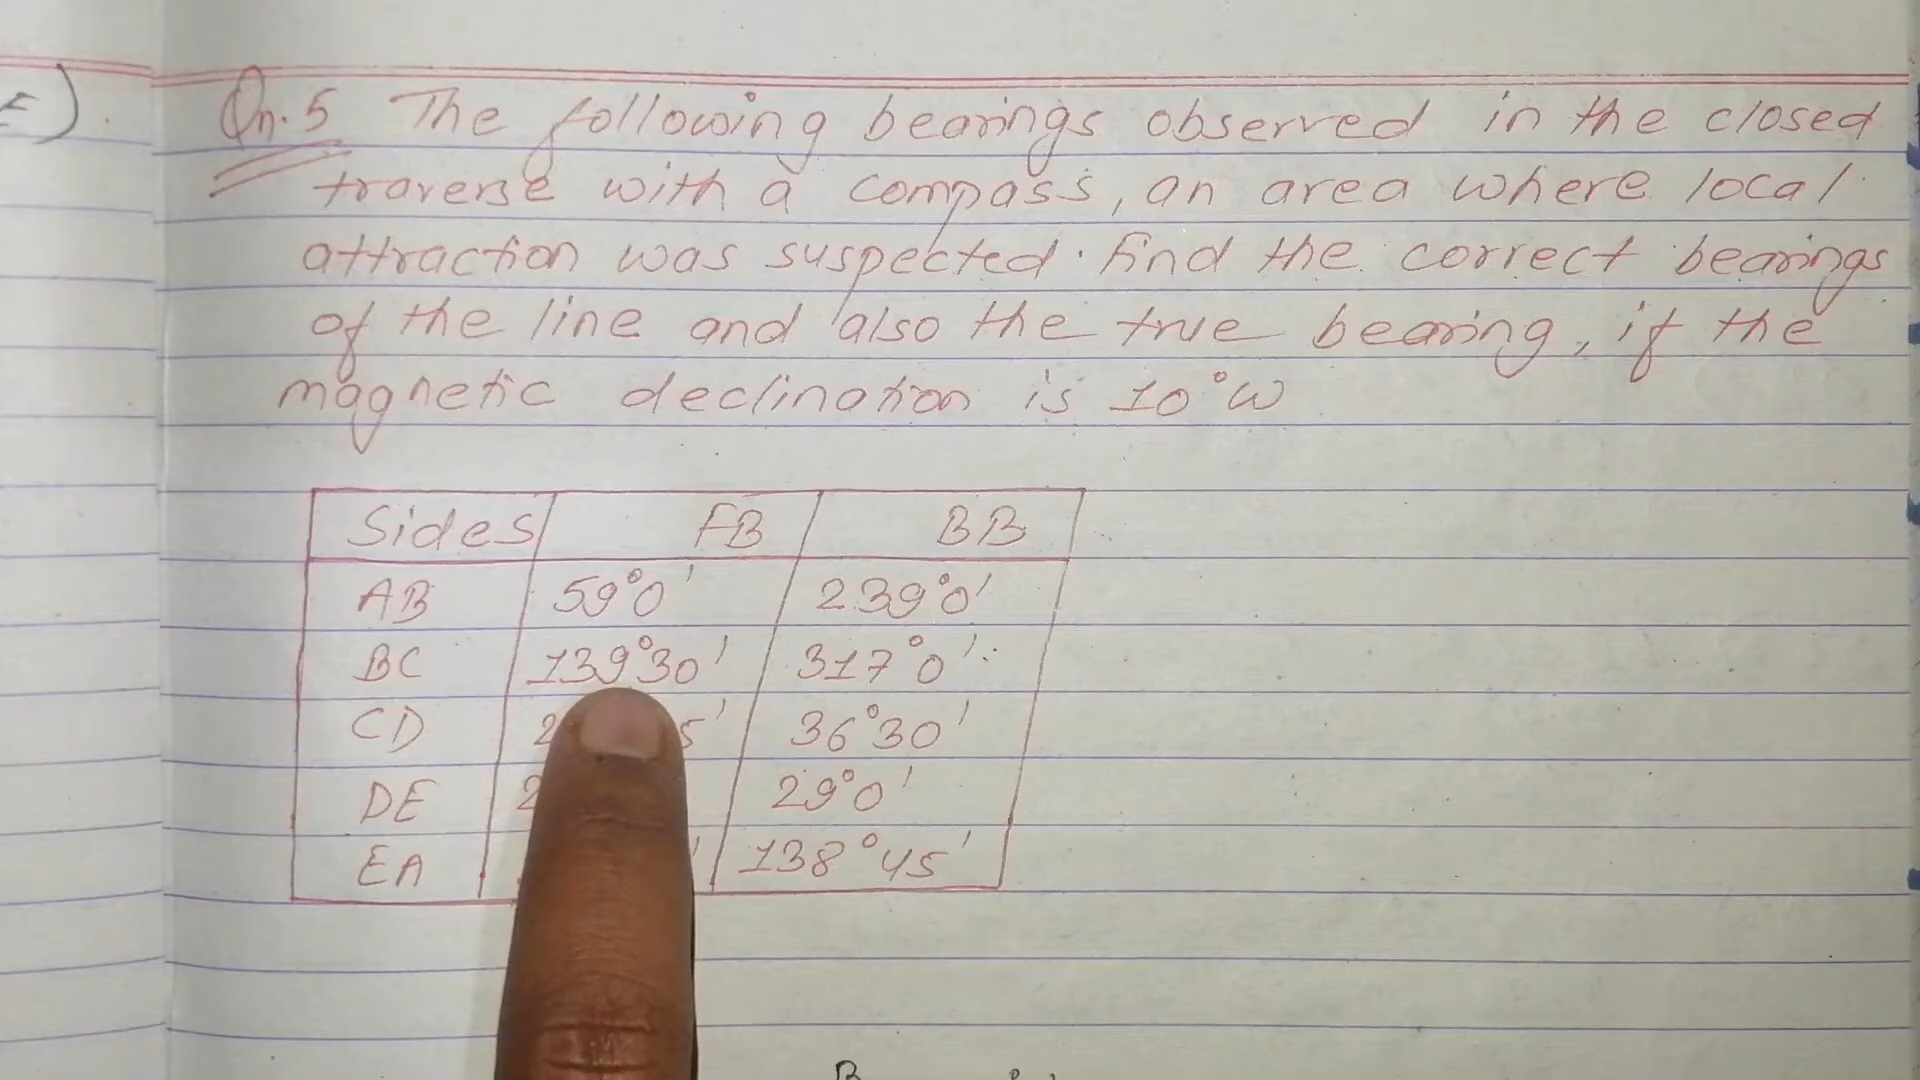 E).
Qn.5 The following bearings observed in the closed
traverse with a compass, an area where local
attraction was suspected. find the correct bearings
of the line and also the true bearing, if the
magnetic declination is 10°W
Sides FB BB
AB 59°0' 239°0'
BC 139°30' 317°0'
CD 36°30'
DE 29°0'
EA 138°45'